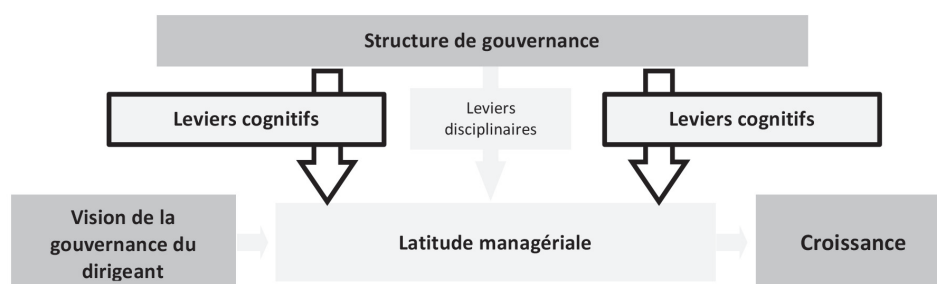 Structure de gouvernance
Leviers cognitifs
Leviers
disciplinaires
Leviers cognitifs
Vision de la
gouvernance du
dirigeant
Latitude managériale
Croissance